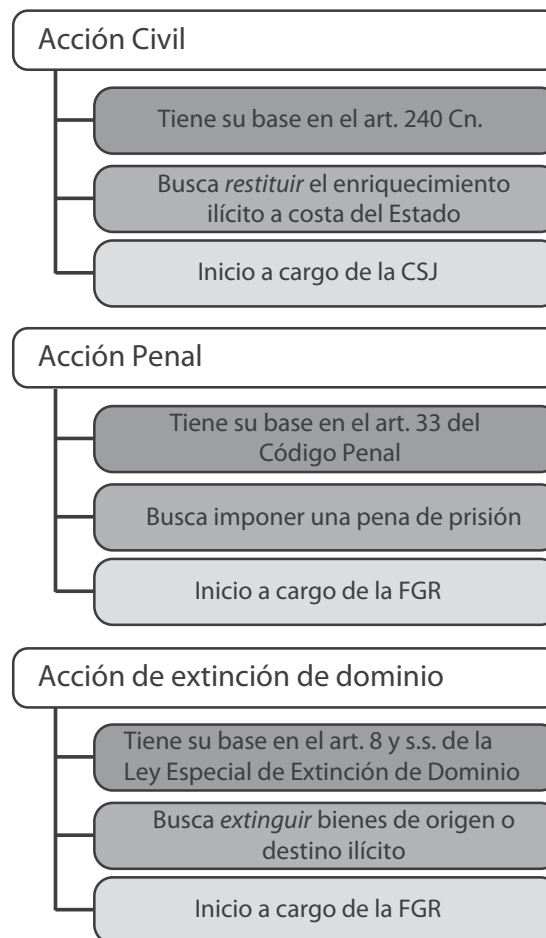 Acción Civil
Tiene su base en el art. 240 Cn.
Busca restituir el enriquecimiento
ilícito a costa del Estado
Inicio a cargo de la CSJ
Acción Penal
Tiene su base en el art. 33 del
Código Penal
Busca imponer una pena de prisión
Inicio a cargo de la FGR
Acción de extinción de dominio
Tiene su base en el art. 8 y s.s. de la
Ley Especial de Extinción de Dominio
Busca extinguir bienes de origen o
destino ilícito
Inicio a cargo de la FGR